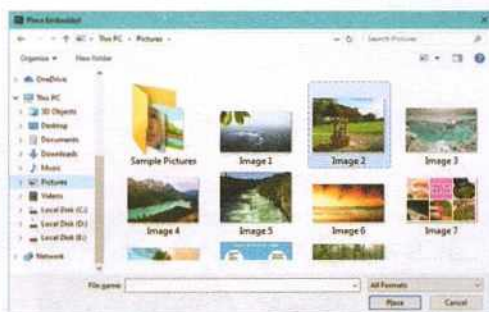 Place Embedded
This PC > Pictures >
Search Pictures
Organize
New folder
OneDrive
This PC
3D Objects
Desktop
Documents
Downloads
Music
Pictures
Videos
Local Disk (C:)
Local Disk (D:)
Local Disk (E:)
Network
Sample Pictures
Image 1
Image 2
Image 3
Image 4
Image 5
Image 6
Image 7
File name:
All Formats
Place
Cancel